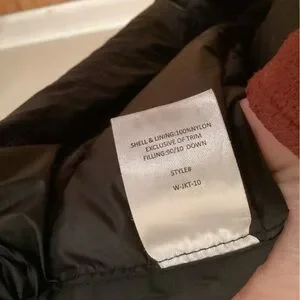 SHELL & LINING:100%NYLON
EXCLUSIVE OF TRIM
FILLING:90/10 DOWN
STYLE#
W-JKT-10